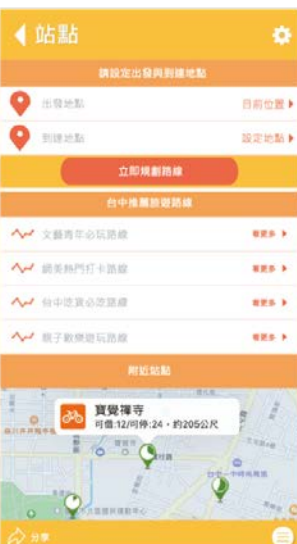 站點
請設定出發與到達地點
出發地點 目前位置
到達地點 設定地點
立即規劃路線
台中推薦旅遊路線
文藝青年必玩路線 看更多
網美熱門打卡路線 看更多
台中吃貨必吃路線 看更多
親子歡樂遊玩路線 看更多
附近站點
寶覺禪寺
可借:12/可停:24，約205公尺
寶覺寺
分享